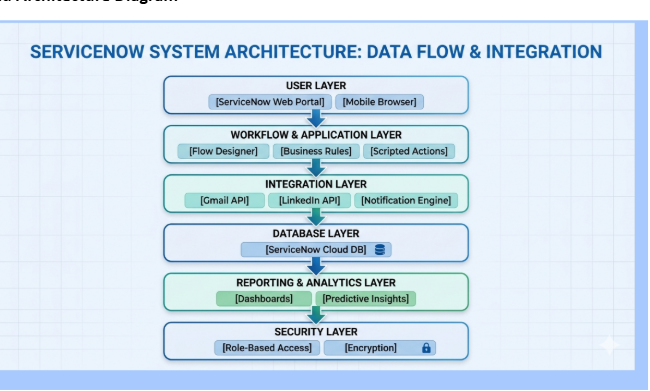 SERVICENOW SYSTEM ARCHITECTURE: DATA FLOW & INTEGRATION
USER LAYER
[ServiceNow Web Portal] [Mobile Browser]
WORKFLOW & APPLICATION LAYER
[Flow Designer] [Business Rules] [Scripted Actions]
INTEGRATION LAYER
[Gmail API] [LinkedIn API] [Notification Engine]
DATABASE LAYER
[ServiceNow Cloud DB]
REPORTING & ANALYTICS LAYER
[Dashboards] [Predictive Insights]
SECURITY LAYER
[Role-Based Access] [Encryption]